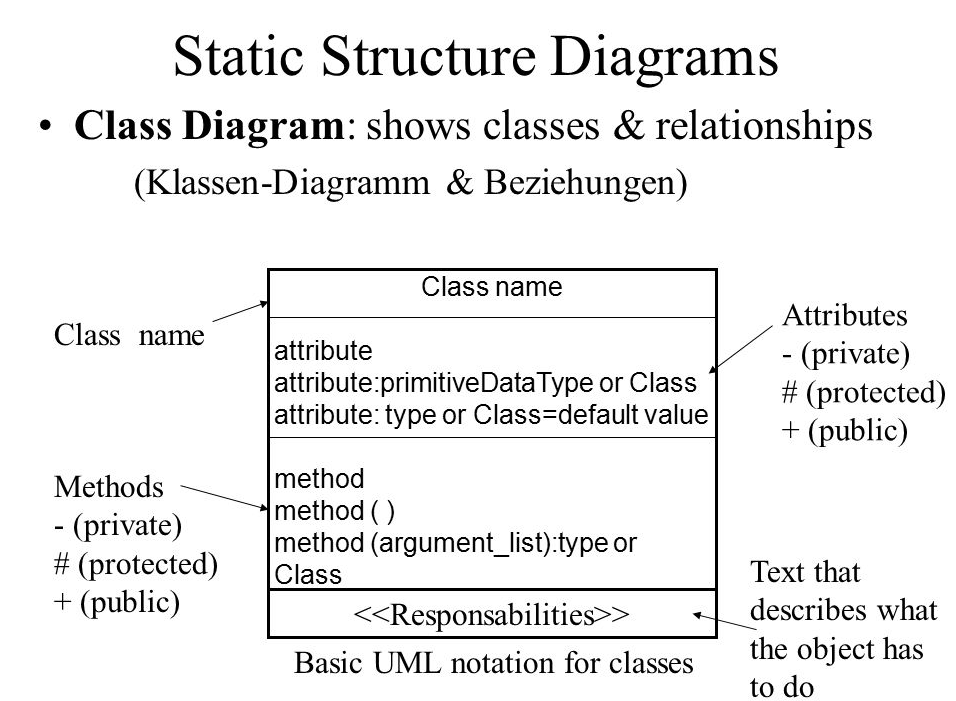 Static Structure Diagrams
• Class Diagram: shows classes & relationships
(Klassen-Diagramm & Beziehungen)
Class name
Class name
attribute
attribute:primitiveDataType or Class
attribute: type or Class=default value
Attributes
- (private)
# (protected)
+ (public)
Methods
- (private)
# (protected)
+ (public)
method
method ( )
method (argument_list):type or
Class
<<Responsabilities>>
Text that
describes what
the object has
to do
Basic UML notation for classes